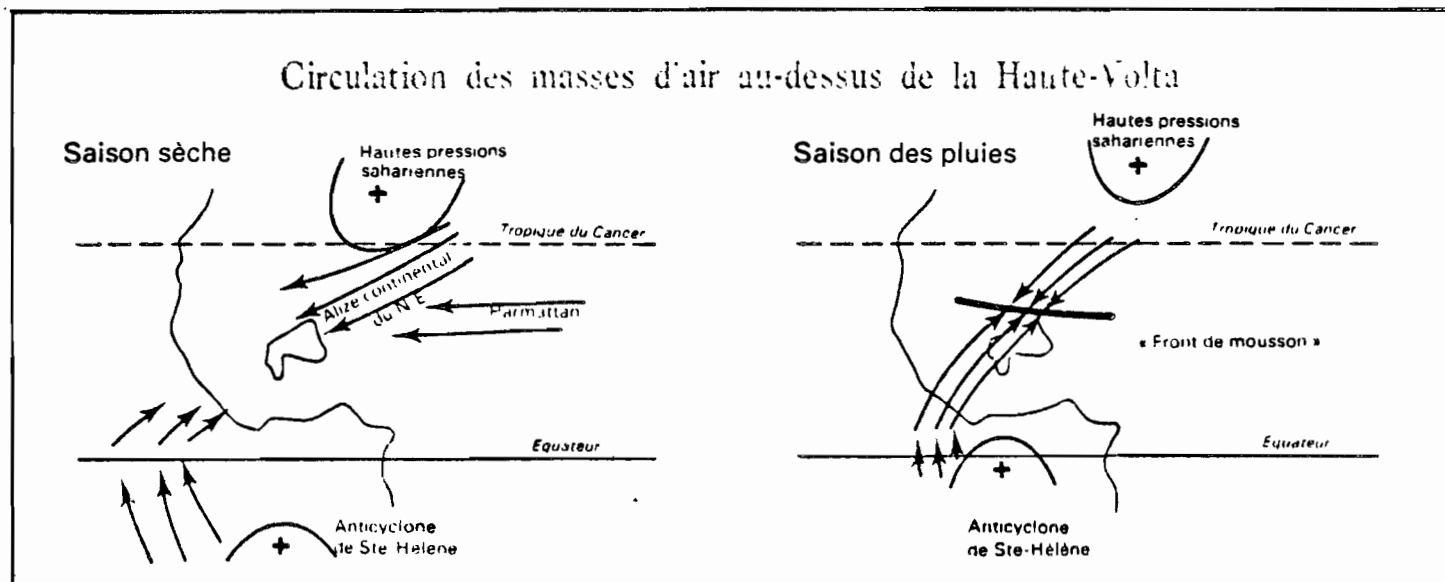 Circulation des masses d'air au-dessus de la Haute-Volta
Saison sèche
Hautes pressions
sahariennes
+
Tropique du Cancer
Alizé continental
du N E
Harmattan
Equateur
Anticyclone
de Ste-Hélène
+
Saison des pluies
Hautes pressions
sahariennes
+
Tropique du Cancer
« Front de mousson »
Equateur
+
Anticyclone
de Ste-Hélène